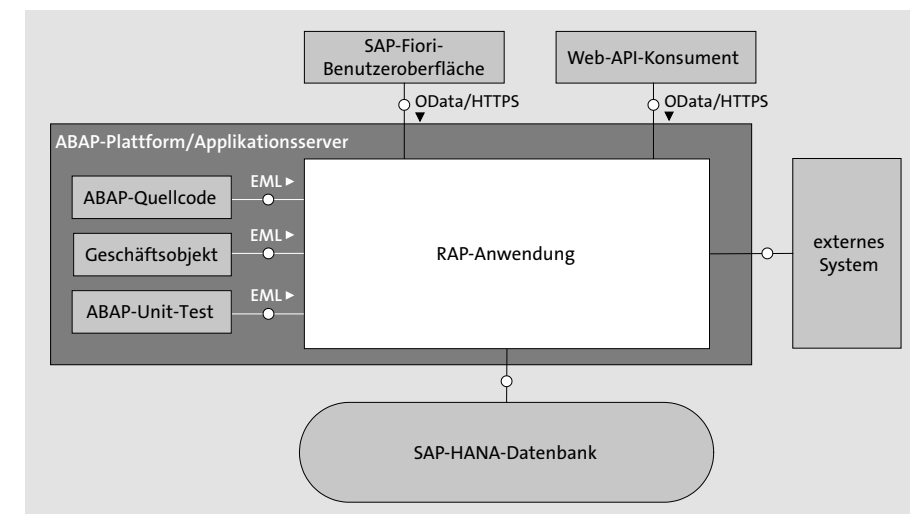 SAP-Fiori-
Benutzeroberfläche
Web-API-Konsument
OData/HTTPS
OData/HTTPS
ABAP-Plattform/Applikationsserver
ABAP-Quellcode
EML
Geschäftsobjekt
EML
ABAP-Unit-Test
EML
RAP-Anwendung
externes
System
SAP-HANA-Datenbank